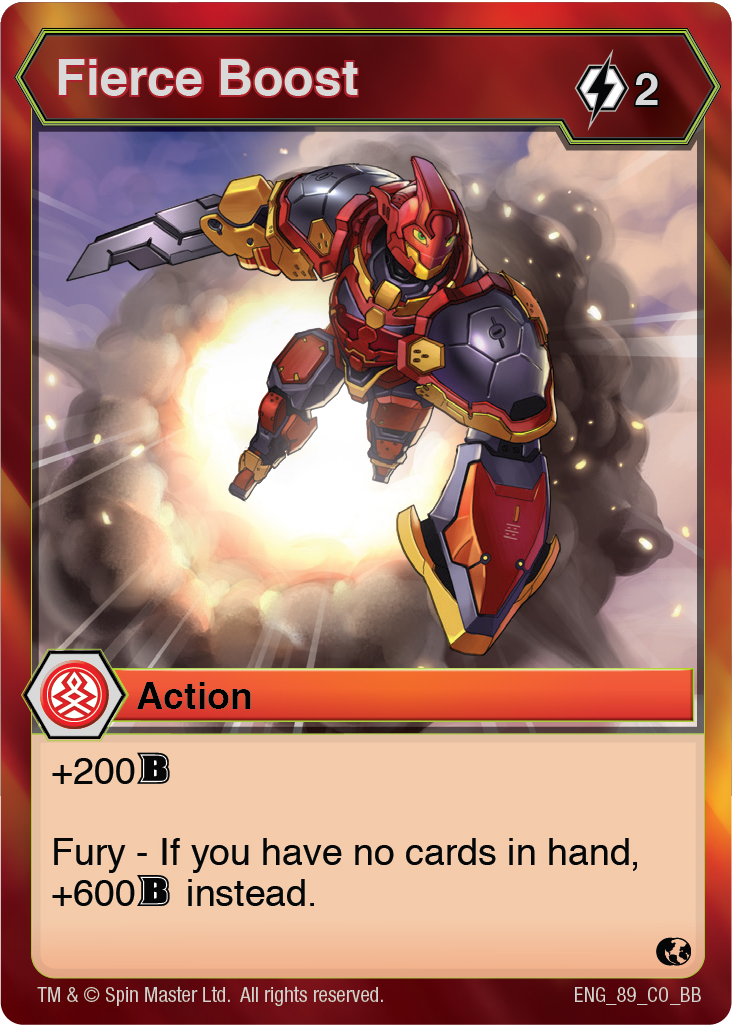 Fierce Boost
2
Action
+200B
Fury - If you have no cards in hand,
+600B instead.
TM & © Spin Master Ltd. All rights reserved.
ENG_89_CO_BB